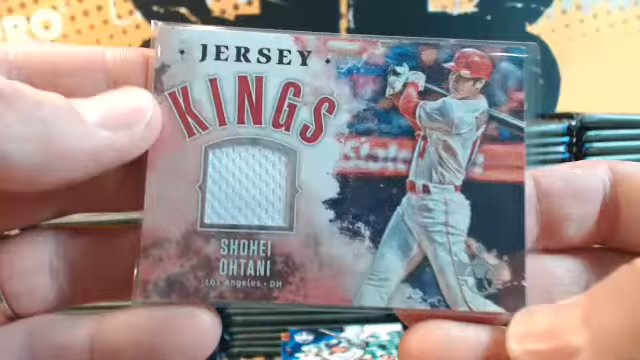 · JERSEY ·
KINGS
SHOHEI
OHTANI
Los Angeles • DH